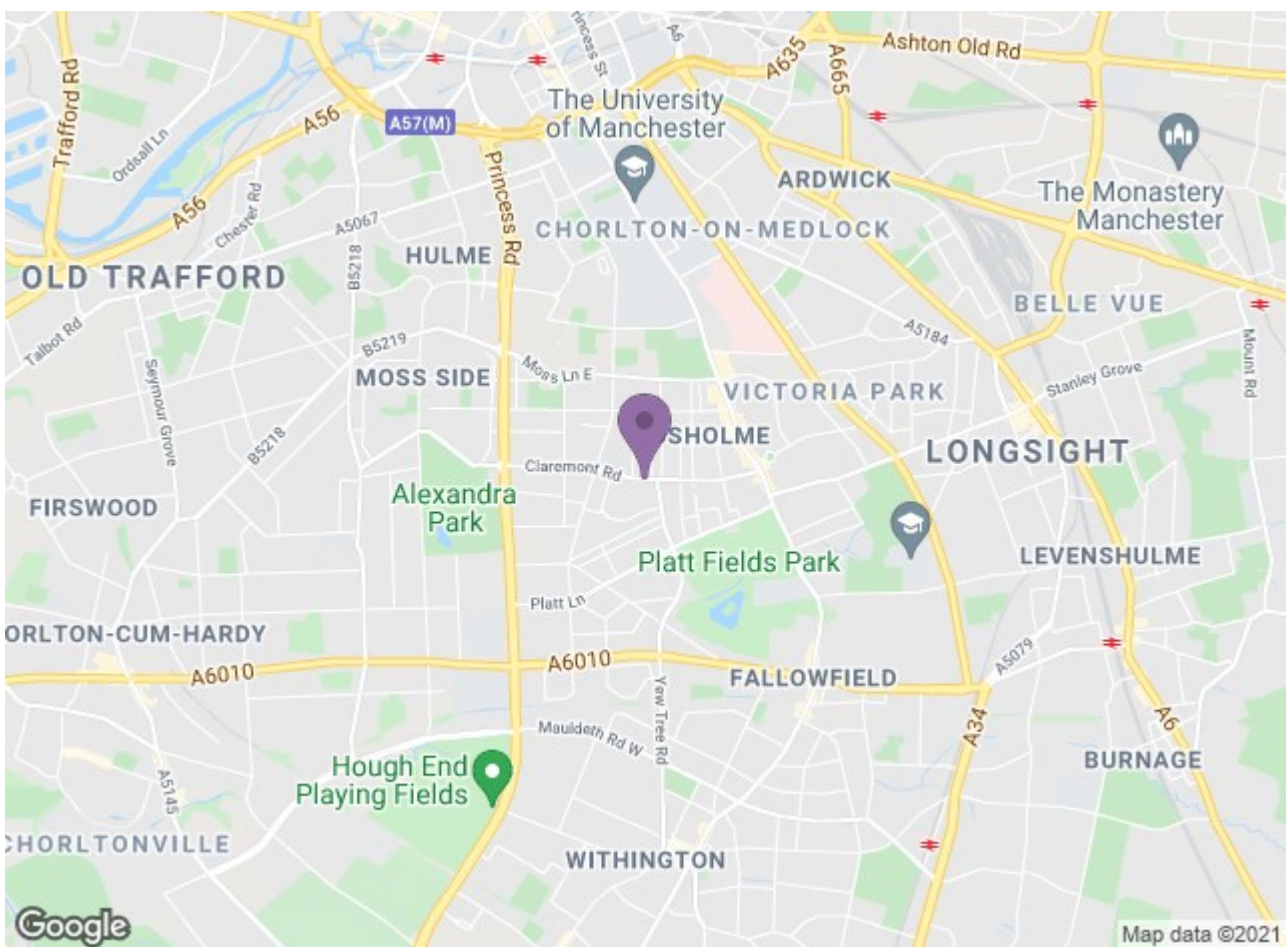 Princess St
A6
A635
A665
Ashton Old Rd
Trafford Rd
Ordsall Ln
A56
A57(M)
The University
of Manchester
Princess Rd
ARDWICK
The Monastery
Manchester
A56
Chester Rd
A5067
B5218
HULME
CHORLTON-ON-MEDLOCK
OLD TRAFFORD
BELLE VUE
Talbot Rd
Seymour Grove
B5219
Moss Ln E
A5184
Mount Rd
MOSS SIDE
VICTORIA PARK
Stanley Grove
B5218
SHOLME
LONGSIGHT
Claremont Rd
Alexandra
Park
FIRSWOOD
Platt Fields Park
LEVENSHULME
Platt Ln
ORLTON-CUM-HARDY
A6010
A6010
A5079
FALLOWFIELD
Yew Tree Rd
Mauldeth Rd W
A34
A6
Hough End
Playing Fields
BURNAGE
A5145
CHORLTONVILLE
WITHINGTON
Google
Map data ©2021